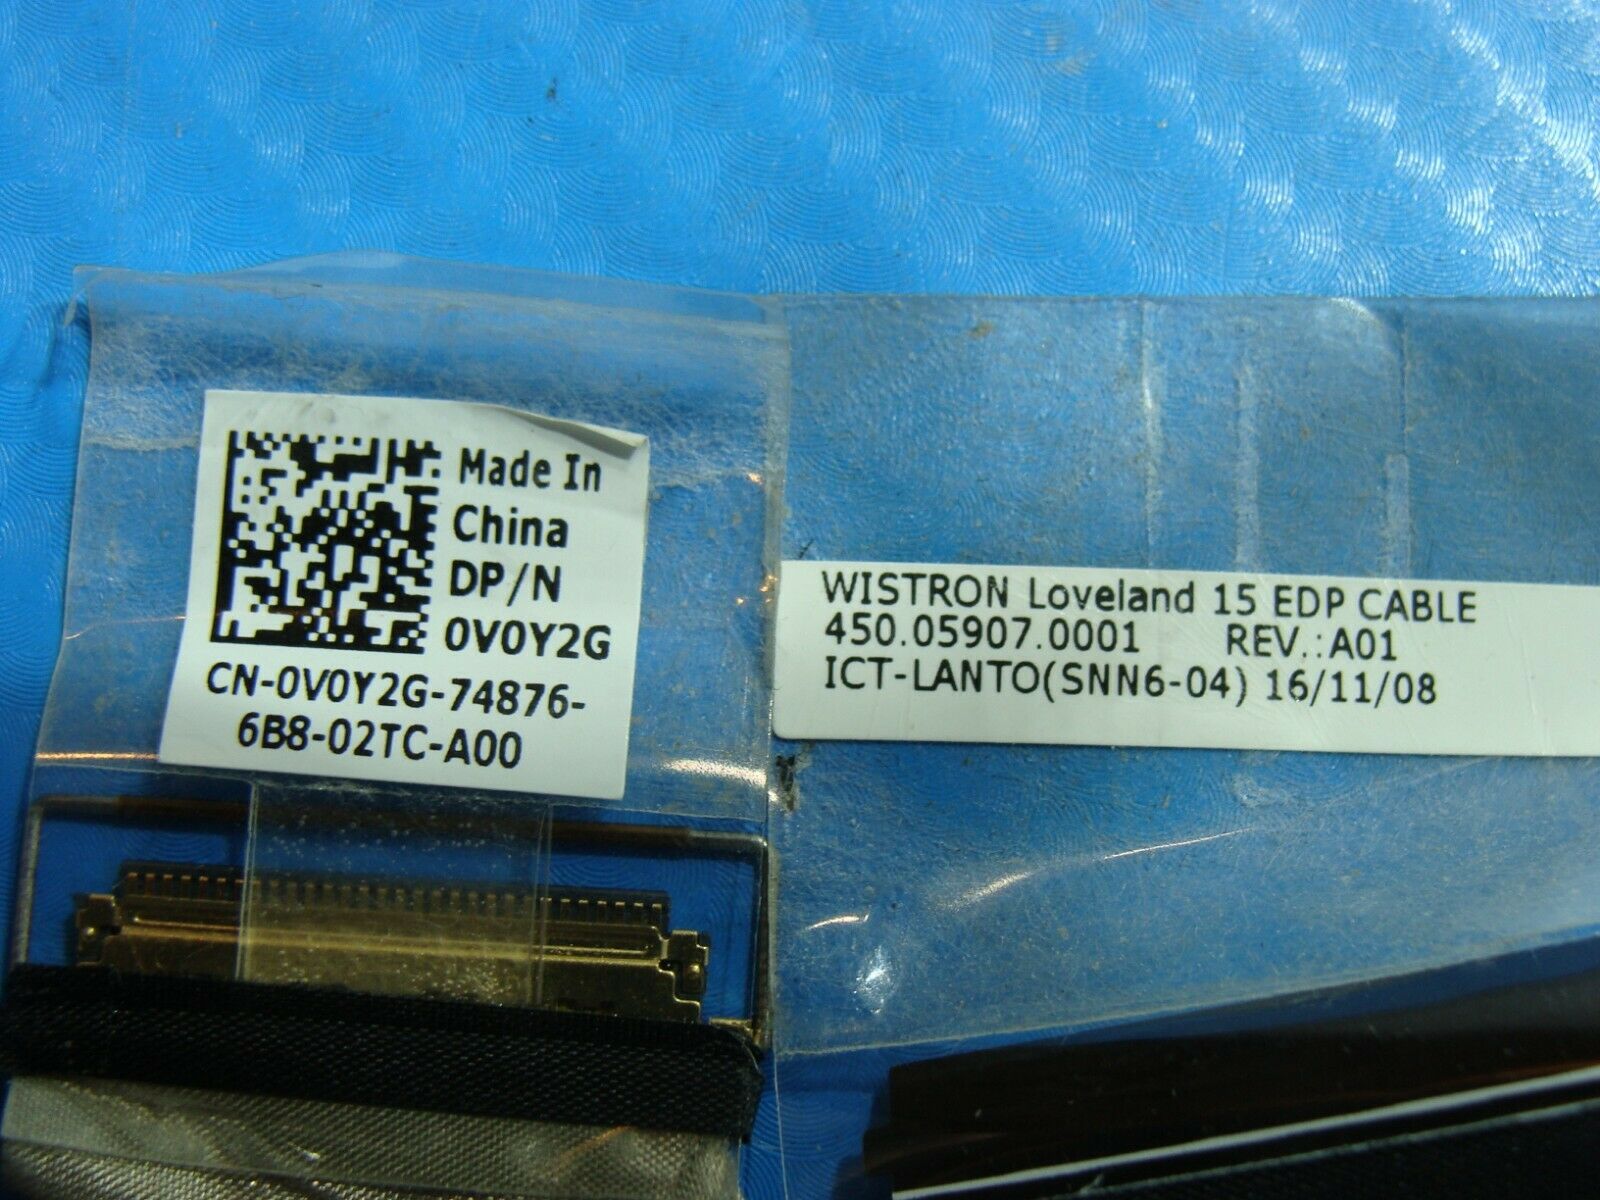 Made In
China
DP/N
0V0Y2G
CN-0V0Y2G-74876-
6B8-02TC-A00
WISTRON Loveland 15 EDP CABLE
450.05907.0001 REV.:A01
ICT-LANTO(SNN6-04) 16/11/08